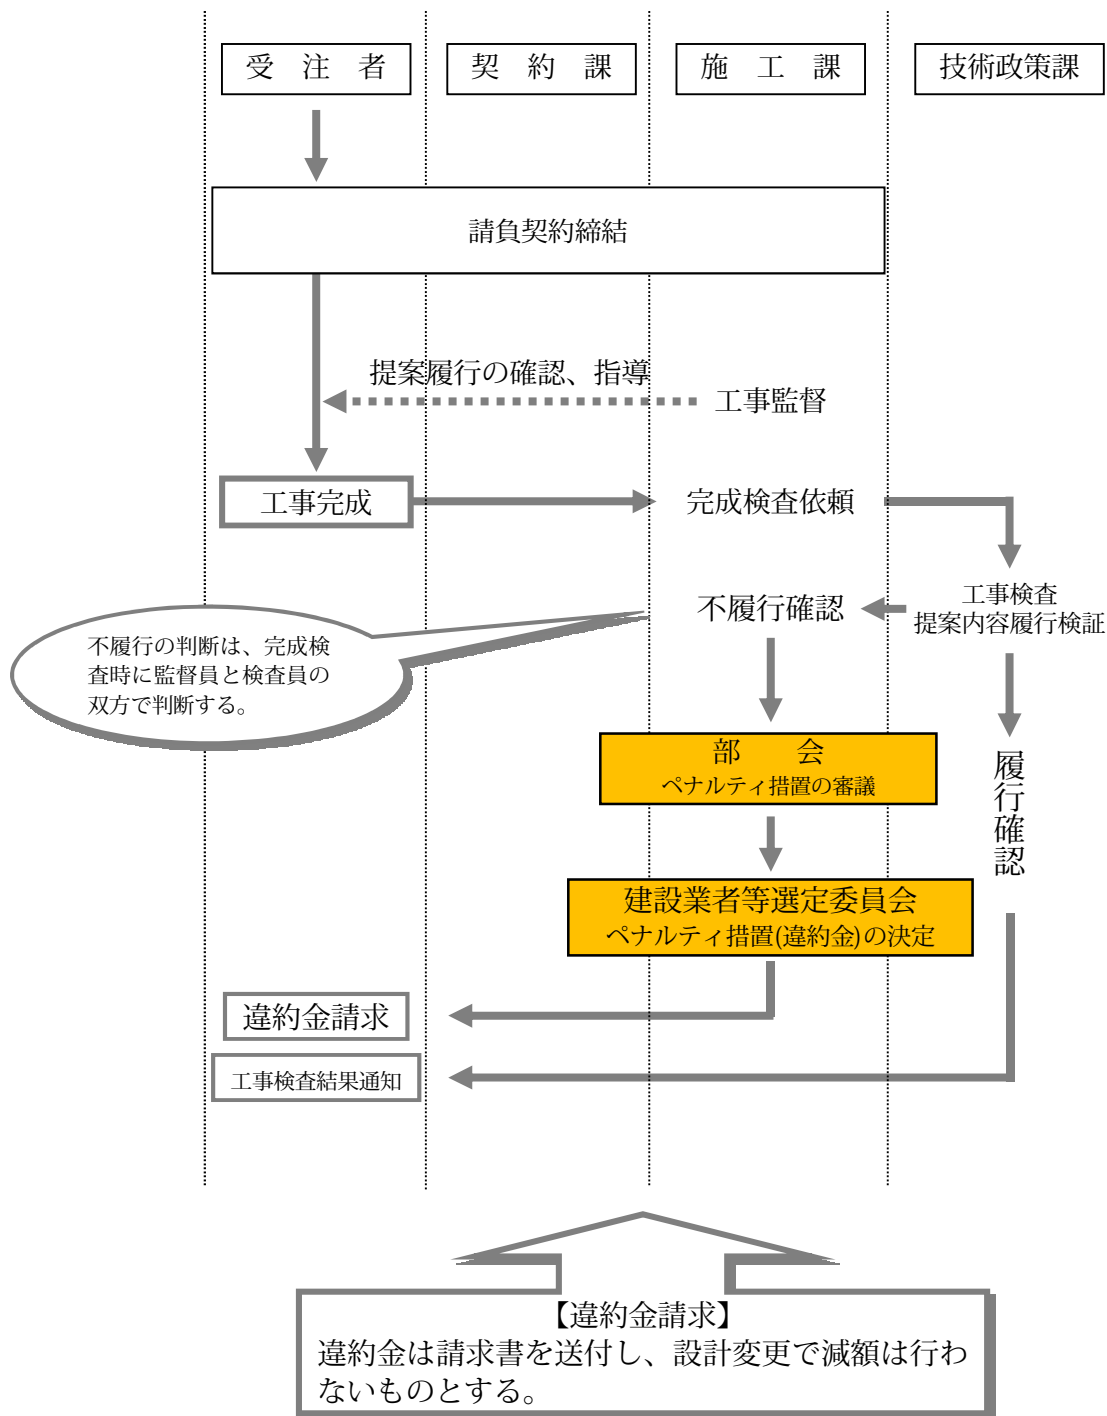 受　注　者
契　約　課
施　工　課
技術政策課
請負契約締結
提案履行の確認、指導
工事監督
工事完成
完成検査依頼
工事検査
提案内容履行検証
不履行確認
不履行の判断は、完成検
査時に監督員と検査員の
双方で判断する。
部　　会
ペナルティ措置の審議
履行確認
建設業者等選定委員会
ペナルティ措置(違約金)の決定
違約金請求
工事検査結果通知
【違約金請求】
違約金は請求書を送付し、設計変更で減額は行わ
ないものとする。